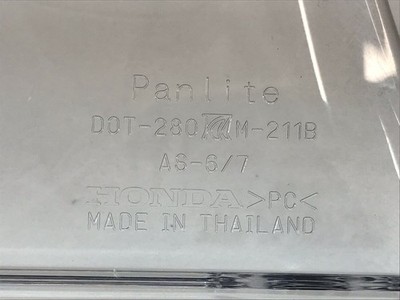 Panlite
DOT-280 M-211B
AS-6/7
HONDA >PC<
MADE IN THAILAND